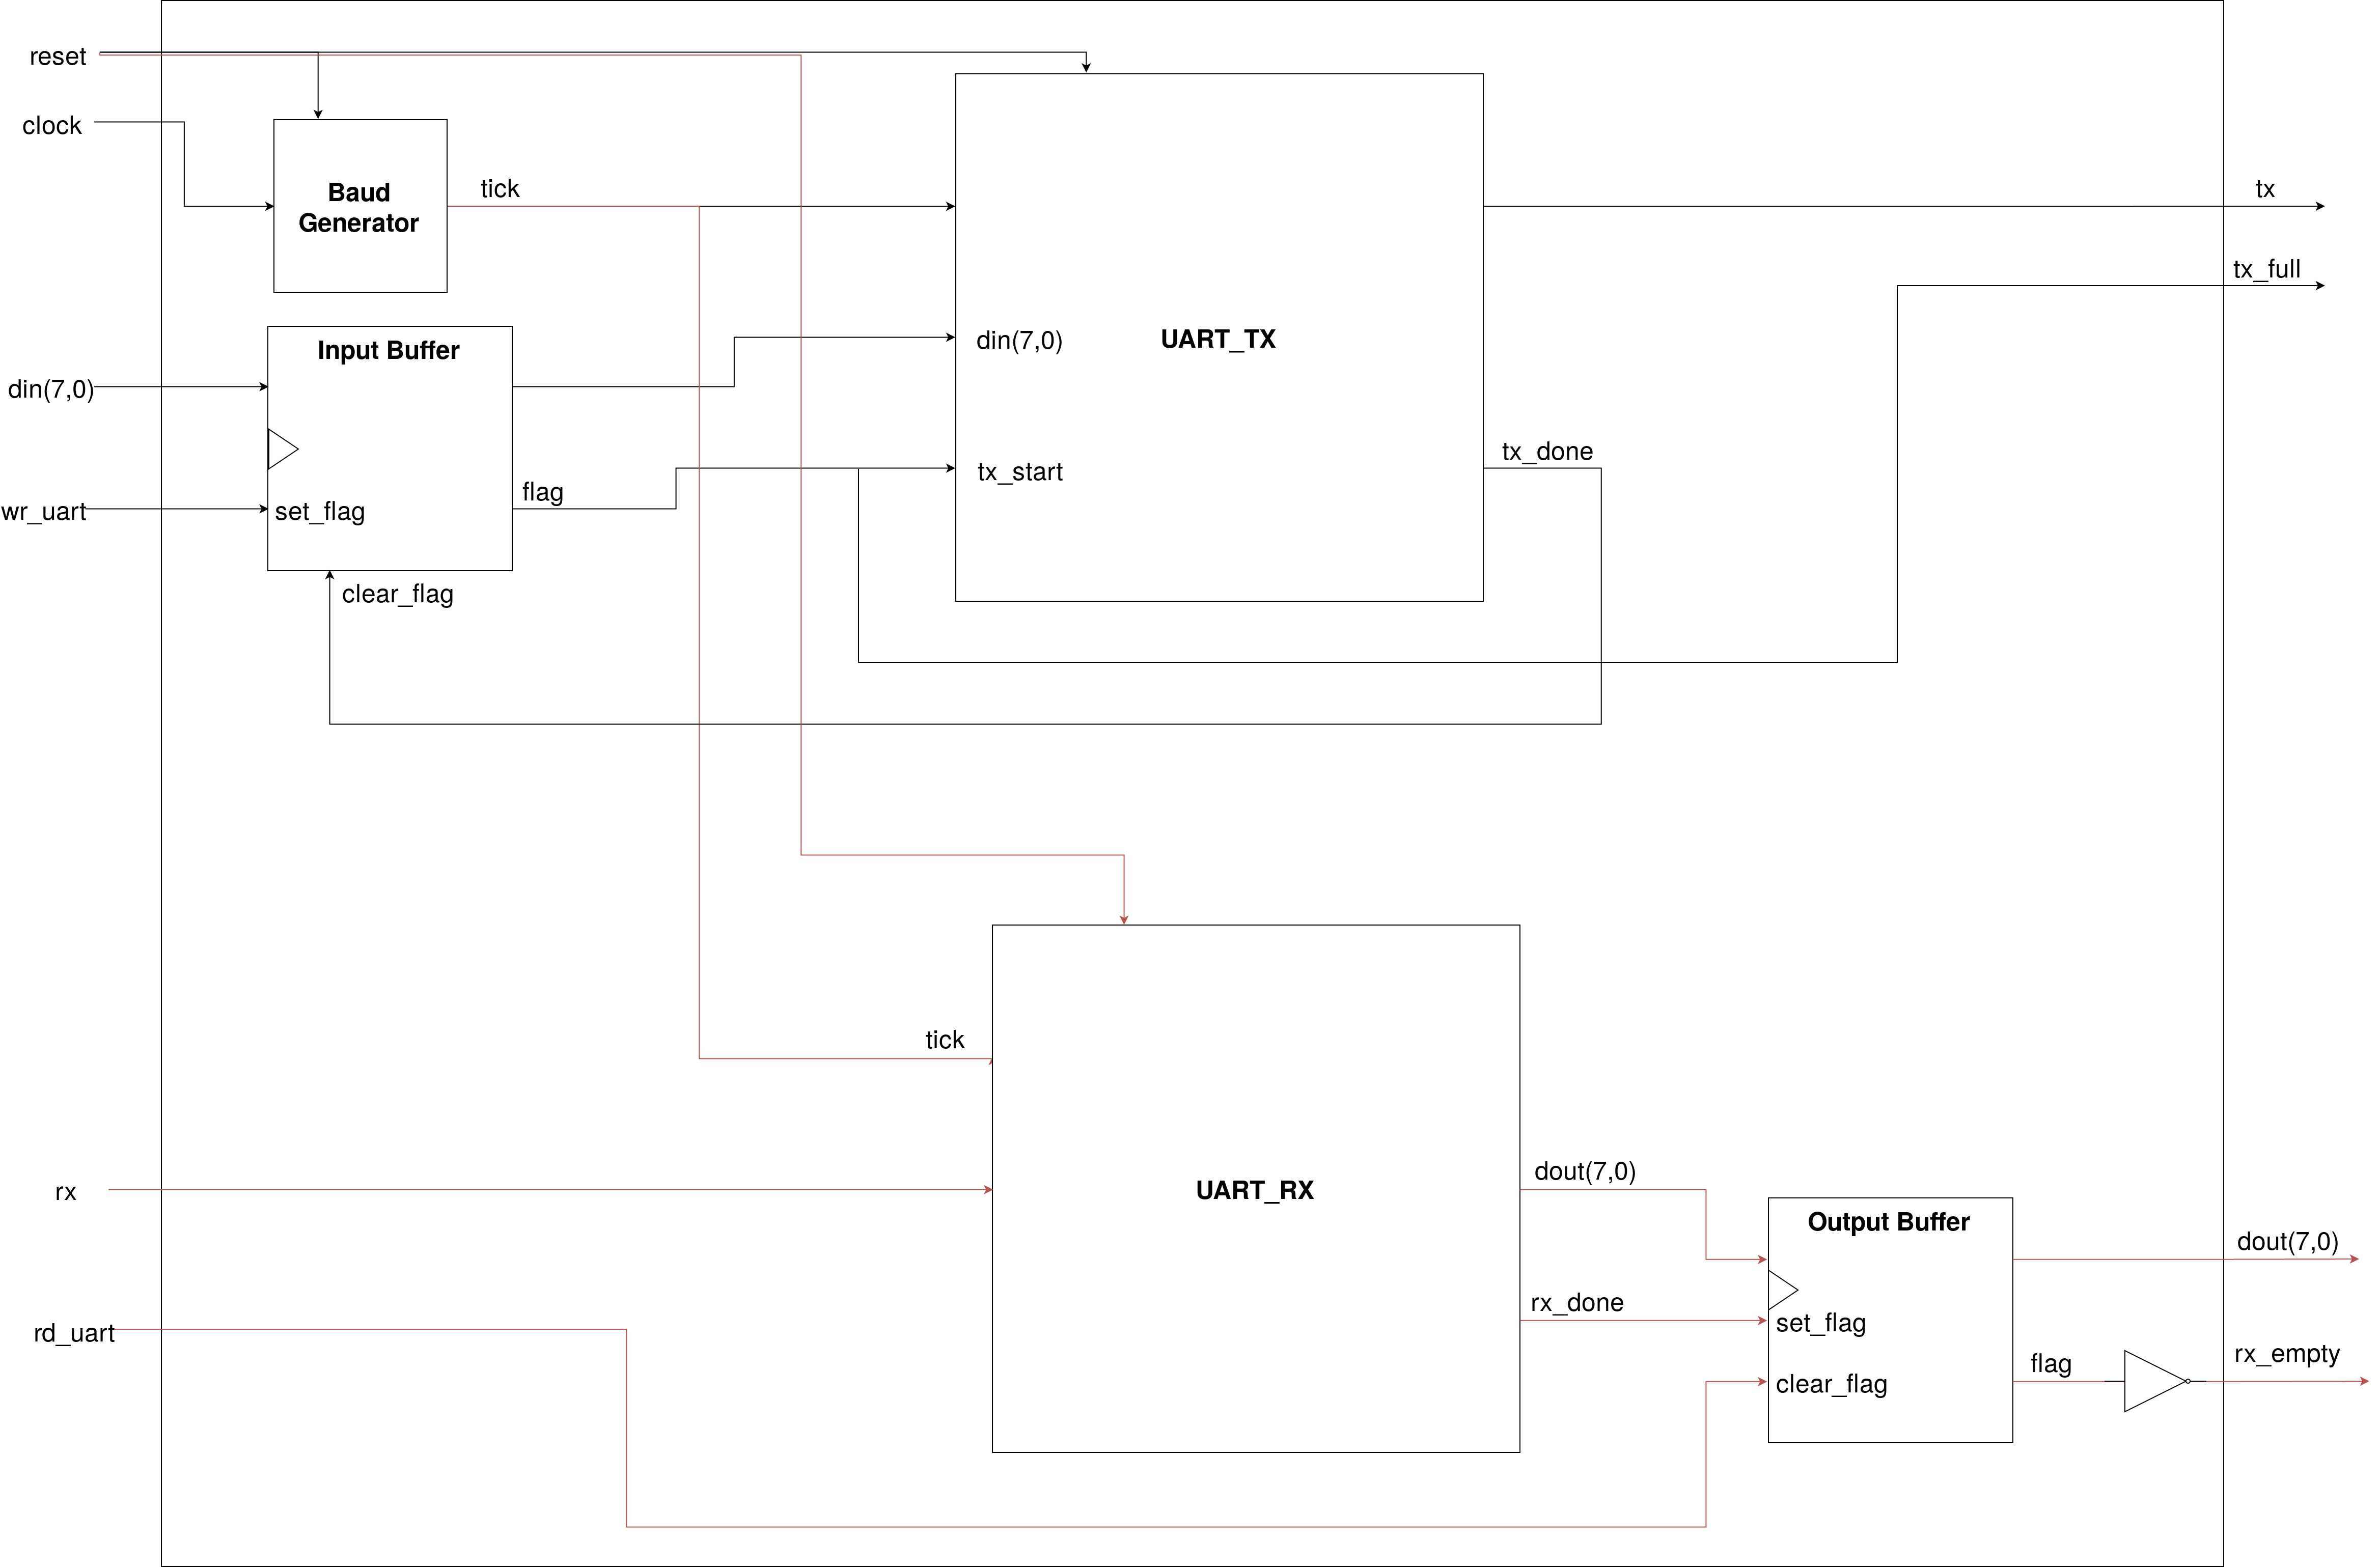 reset
clock
Baud
Generator
tick
tx
tx_full
Input Buffer
din(7,0)
din(7,0)
UART_TX
tx_start
tx_done
flag
wr_uart
set_flag
clear_flag
tick
rx
UART_RX
dout(7,0)
Output Buffer
dout(7,0)
rx_done
set_flag
rd_uart
flag
rx_empty
clear_flag